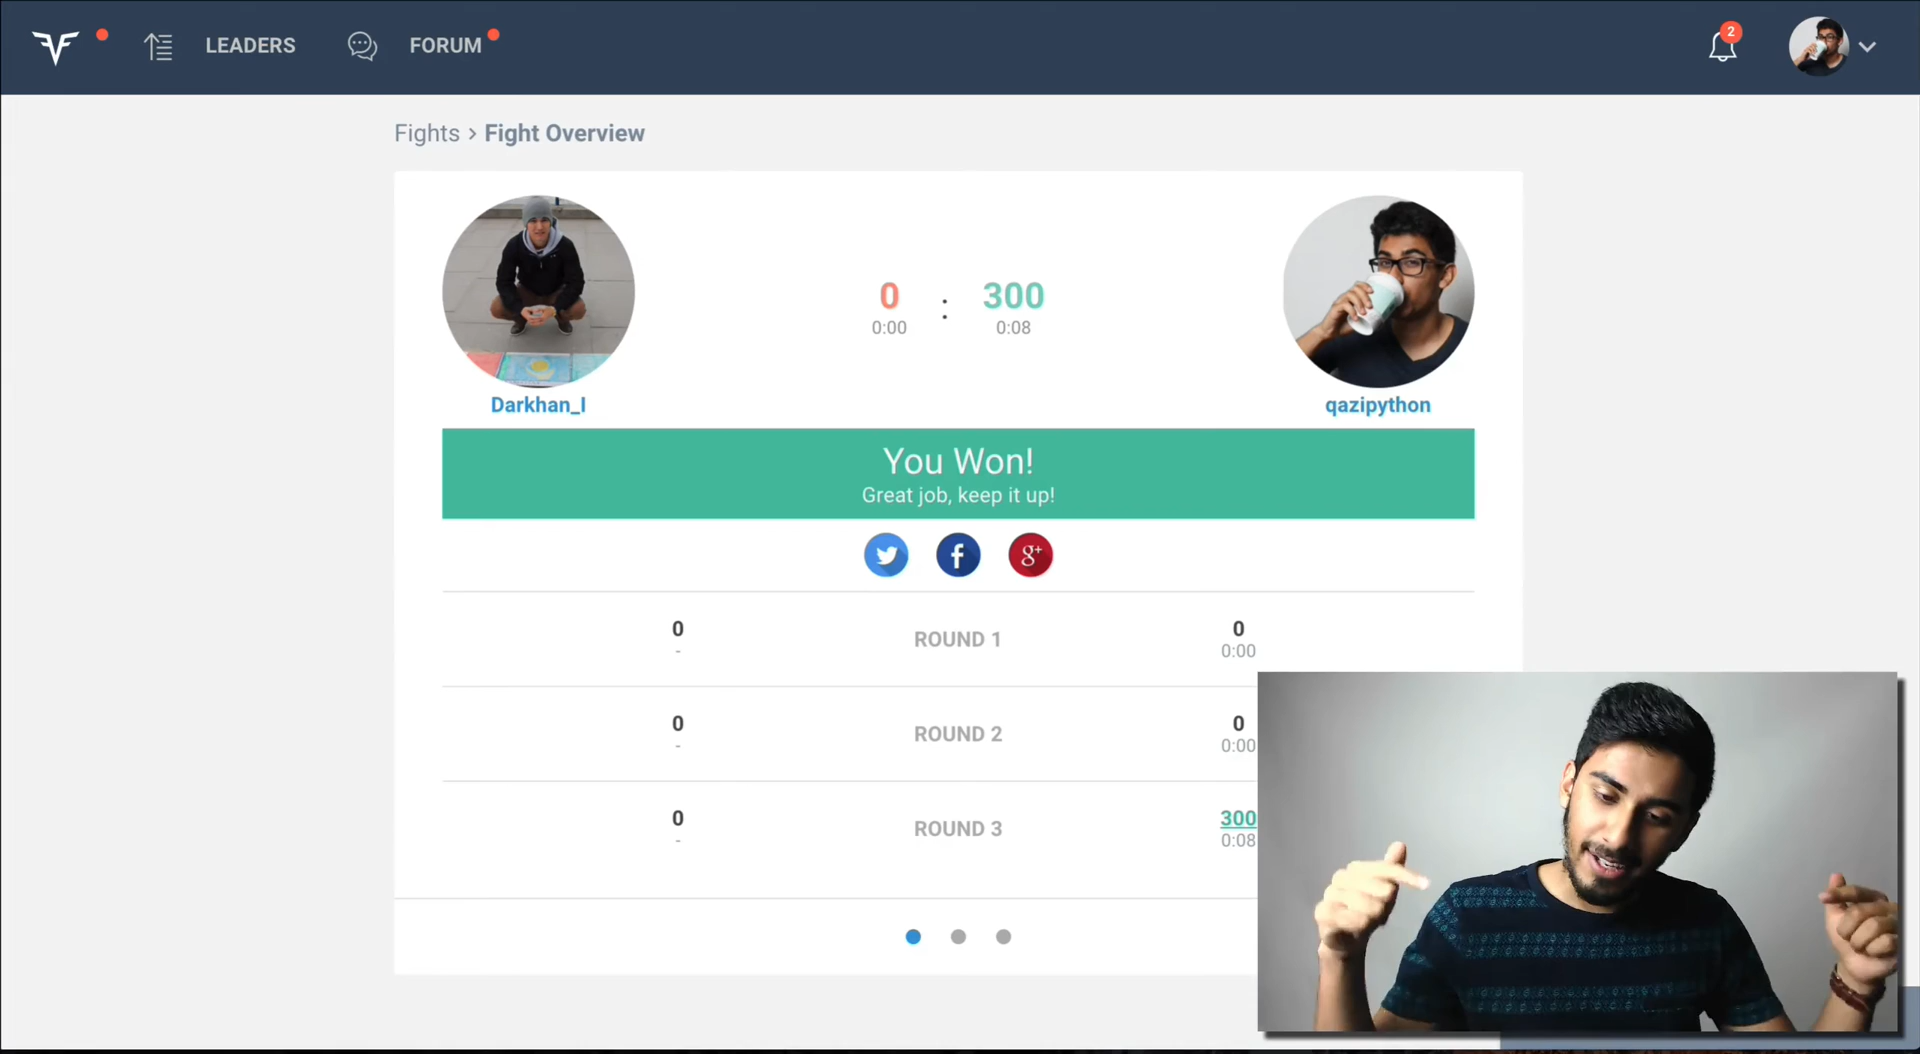 LEADERS
FORUM
2
Fights > Fight Overview
0 : 300
0:00 0:08
Darkhan_I
qazipython
You Won!
Great job, keep it up!
f
g+
0 ROUND 1 0
- 0:00
0 ROUND 2 0
- 0:00
0 ROUND 3 300
- 0:08